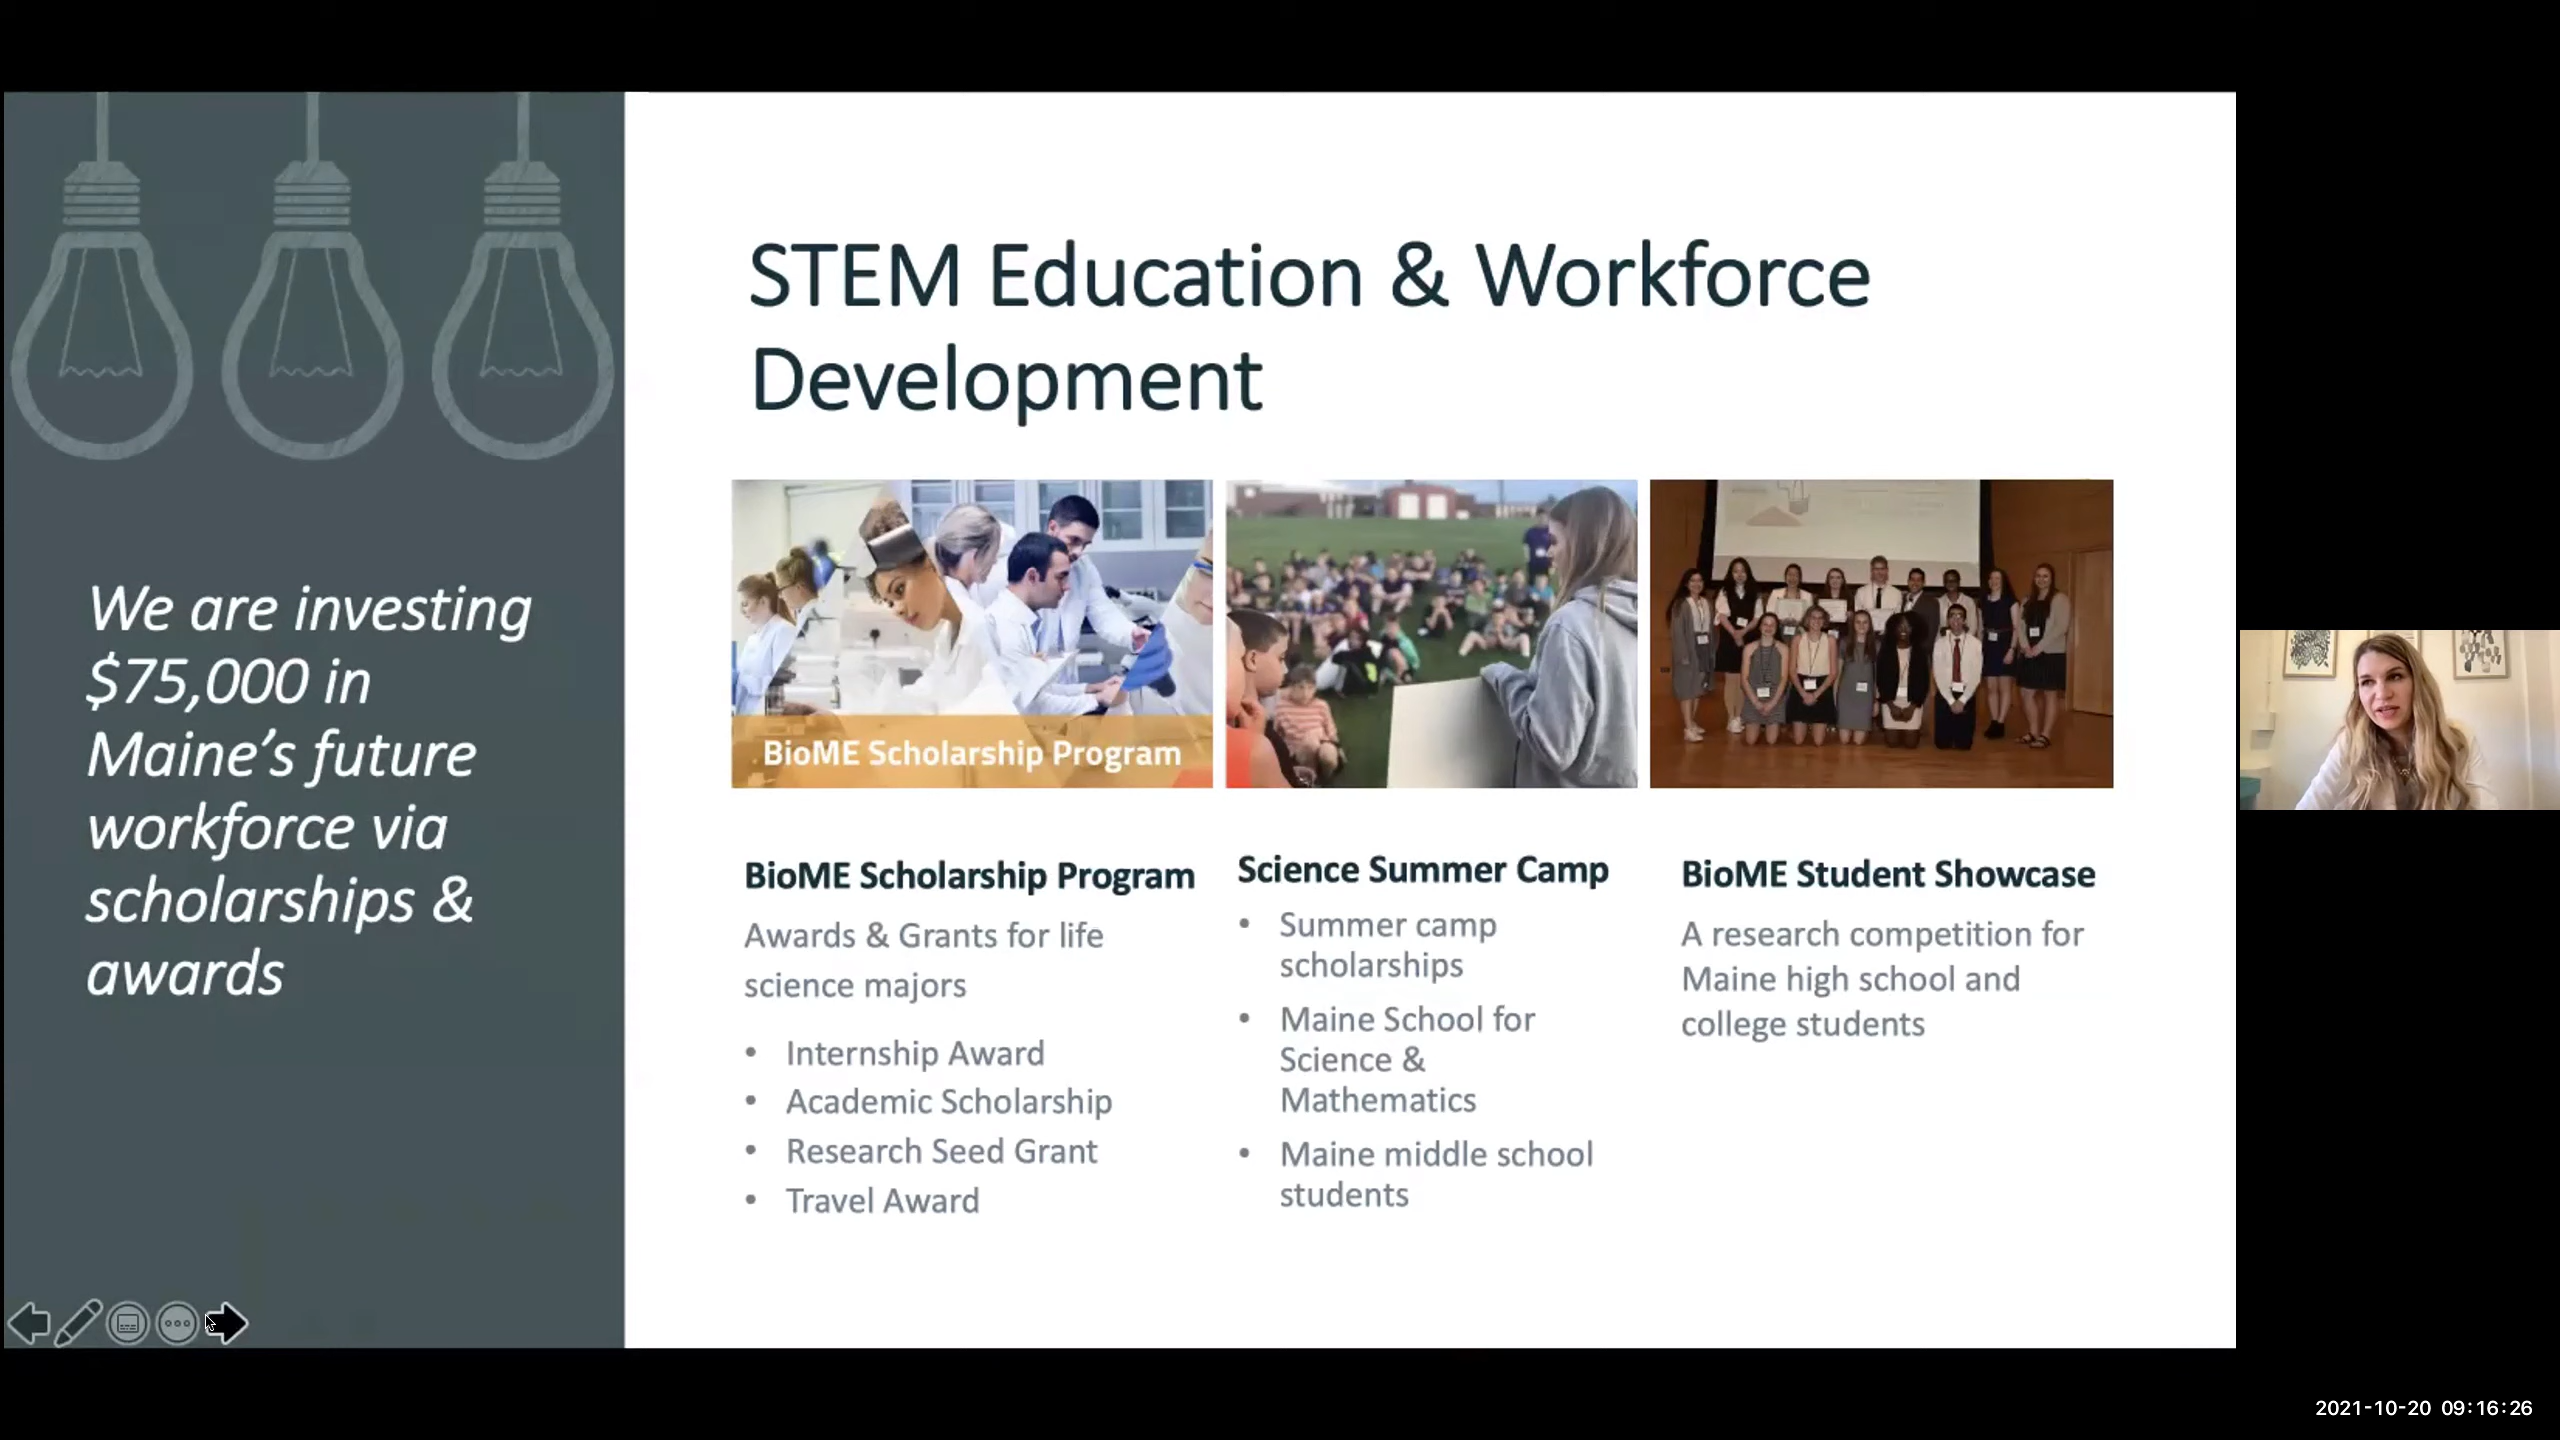 STEM Education & Workforce
Development
We are investing
$75,000 in
Maine’s future
workforce via
scholarships &
awards
BioME Scholarship Program
BioME Scholarship Program
Awards & Grants for life
science majors
• Internship Award
• Academic Scholarship
• Research Seed Grant
• Travel Award
Science Summer Camp
• Summer camp
scholarships
• Maine School for
Science &
Mathematics
• Maine middle school
students
BioME Student Showcase
A research competition for
Maine high school and
college students
2021-10-20 09:16:26